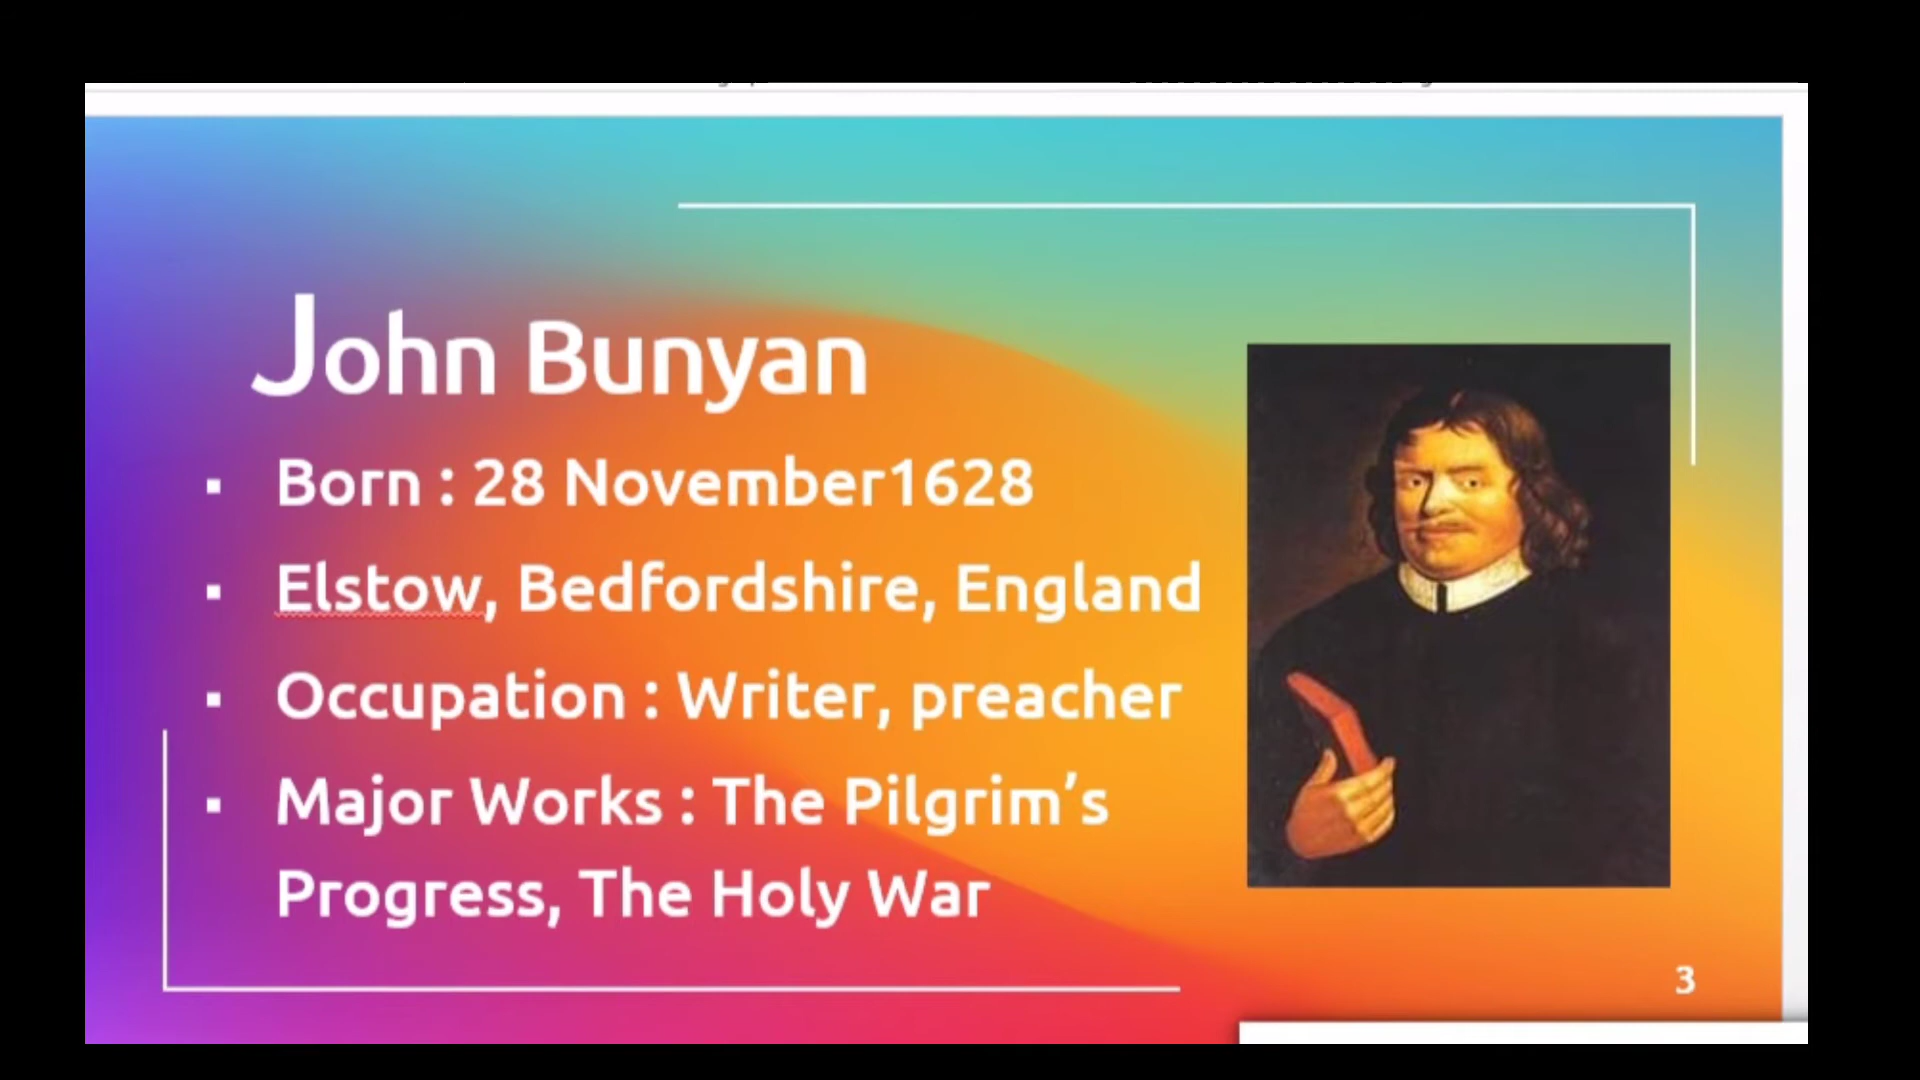 John Bunyan
▪ Born : 28 November1628
▪ Elstow, Bedfordshire, England
▪ Occupation : Writer, preacher
▪ Major Works : The Pilgrim’s
Progress, The Holy War
3